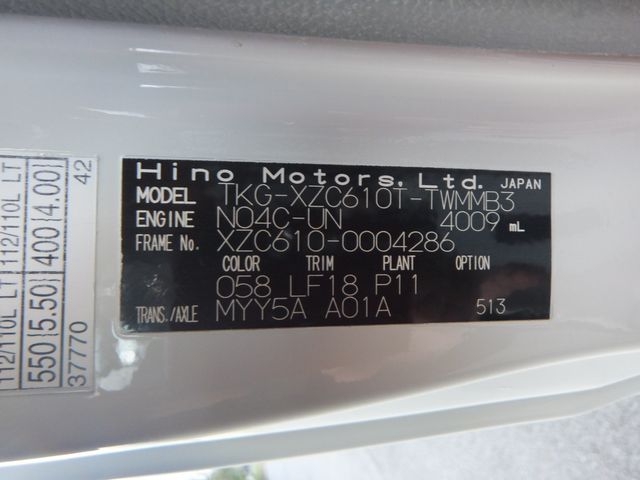 Hino Motors, Ltd. JAPAN
MODEL TKG-XZC610T-TWMMB3
ENGINE N04C-UN 4009 mL
FRAME No. XZC610-0004286
COLOR TRIM PLANT OPTION
058 LF18 P11
TRANS./AXLE MYY5A A01A 513
112/110L LT 112/110L LT
550(5.50) 400(4.00)
37770 42